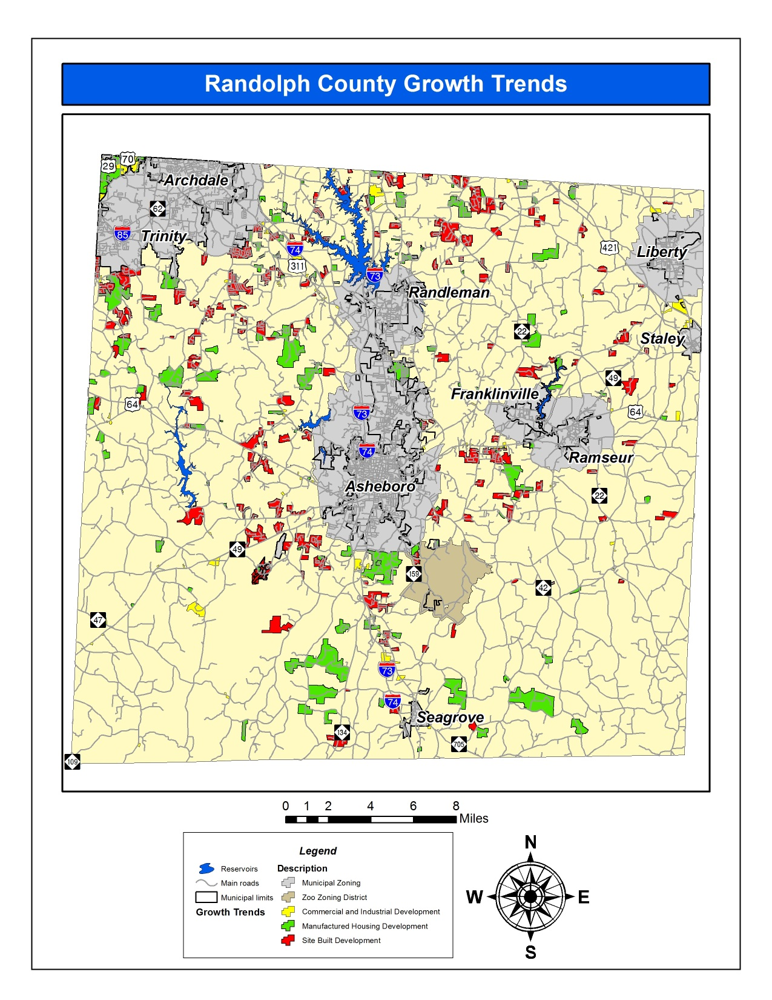 Randolph County Growth Trends
70
29
Archdale
62
85
Trinity
74
421
Liberty
311
73
Randleman
22
Staley
49
Franklinville
64
64
73
74
Ramseur
Asheboro
22
49
159
42
47
73
74
Seagrove
134
705
109
0 1 2 4 6 8
Miles
Legend
Reservoirs
Main roads
Municipal limits
Growth Trends
Description
Municipal Zoning
Zoo Zoning District
Commercial and Industrial Development
Manufactured Housing Development
Site Built Development
N
W
E
S